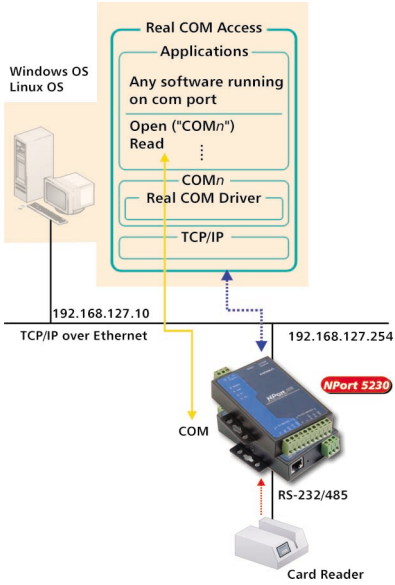 Real COM Access
Applications
Windows OS
Linux OS
Any software running
on com port
Open ("COMn")
Read
COMn
Real COM Driver
TCP/IP
192.168.127.10
TCP/IP over Ethernet
192.168.127.254
NPort 5230
NPort
COM
RS-232/485
Card Reader